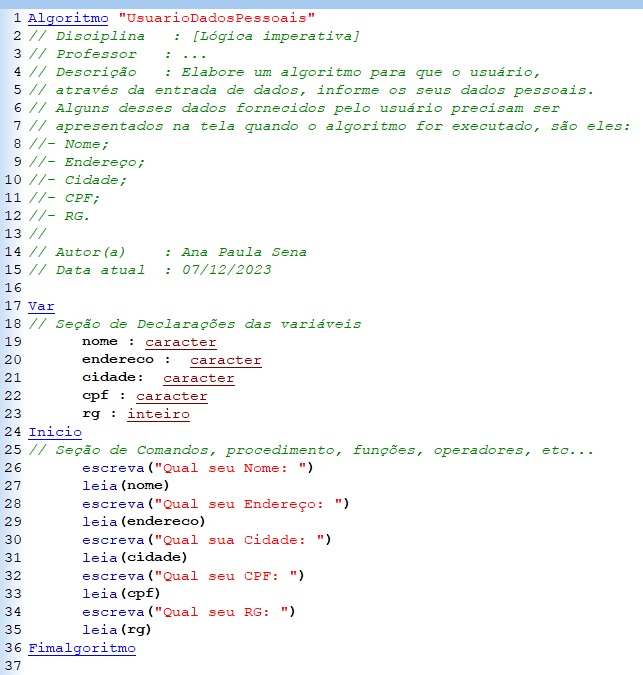 1 Algoritmo "UsuarioDadosPessoais"
2 // Disciplina   : [Lógica imperativa]
3 // Professor   : ...
4 // Descrição   : Elabore um algoritmo para que o usuário,
5 // através da entrada de dados, informe os seus dados pessoais.
6 // Alguns desses dados fornecidos pelo usuário precisam ser
7 // apresentados na tela quando o algoritmo for executado, são eles:
8 //- Nome;
9 //- Endereço;
10 //- Cidade;
11 //- CPF;
12 //- RG.
13 //
14 // Autor(a)    : Ana Paula Sena
15 // Data atual  : 07/12/2023
16
17 Var
18 // Seção de Declarações das variáveis
19       nome : caracter
20       endereco :  caracter
21       cidade:  caracter
22       cpf : caracter
23       rg : inteiro
24 Inicio
25 // Seção de Comandos, procedimento, funções, operadores, etc...
26       escreva("Qual seu Nome: ")
27       leia(nome)
28       escreva("Qual seu Endereço: ")
29       leia(endereco)
30       escreva("Qual sua Cidade: ")
31       leia(cidade)
32       escreva("Qual seu CPF: ")
33       leia(cpf)
34       escreva("Qual seu RG: ")
35       leia(rg)
36 Fimalgoritmo
37